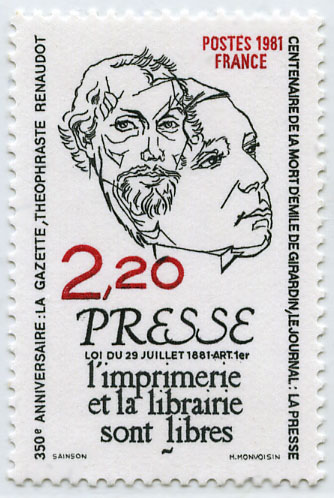 POSTES 1981
FRANCE
350e ANNIVERSAIRE : LA GAZETTE, THEOPHRASTE RENAUDOT
CENTENAIRE DE LA MORT D'EMILE DE GIRARDIN, LE JOURNAL : LA PRESSE
2,20
PRESSE
LOI DU 29 JUILLET 1881-ART. 1er
l'imprimerie
et la librairie
sont libres
~
SAINSON
M. MONVOISIN